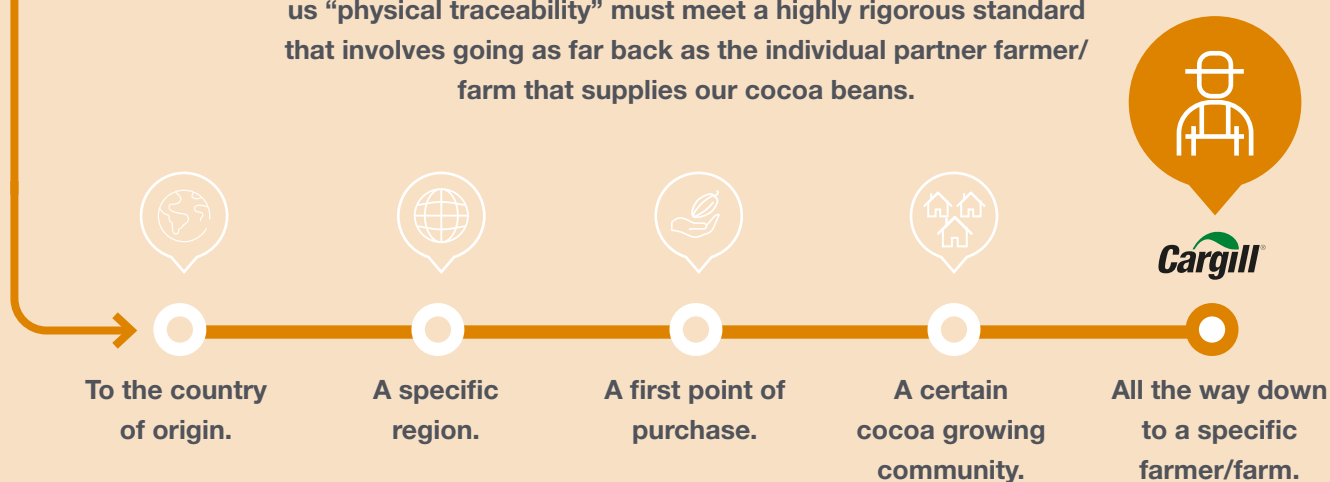 us “physical traceability” must meet a highly rigorous standard
that involves going as far back as the individual partner farmer/
farm that supplies our cocoa beans.
Cargill®
To the country
of origin.
A specific
region.
A first point of
purchase.
A certain
cocoa growing
community.
All the way down
to a specific
farmer/farm.